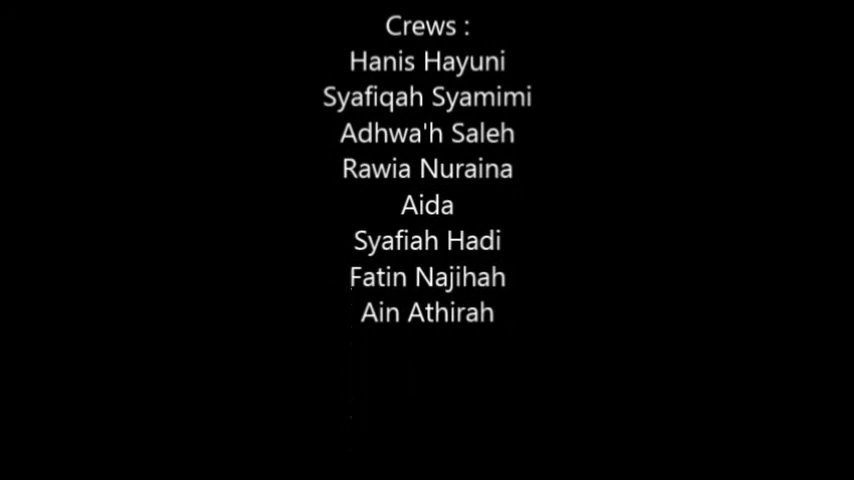 Crews :
Hanis Hayuni
Syafiqah Syamimi
Adhwa'h Saleh
Rawia Nuraina
Aida
Syafiah Hadi
Fatin Najihah
Ain Athirah